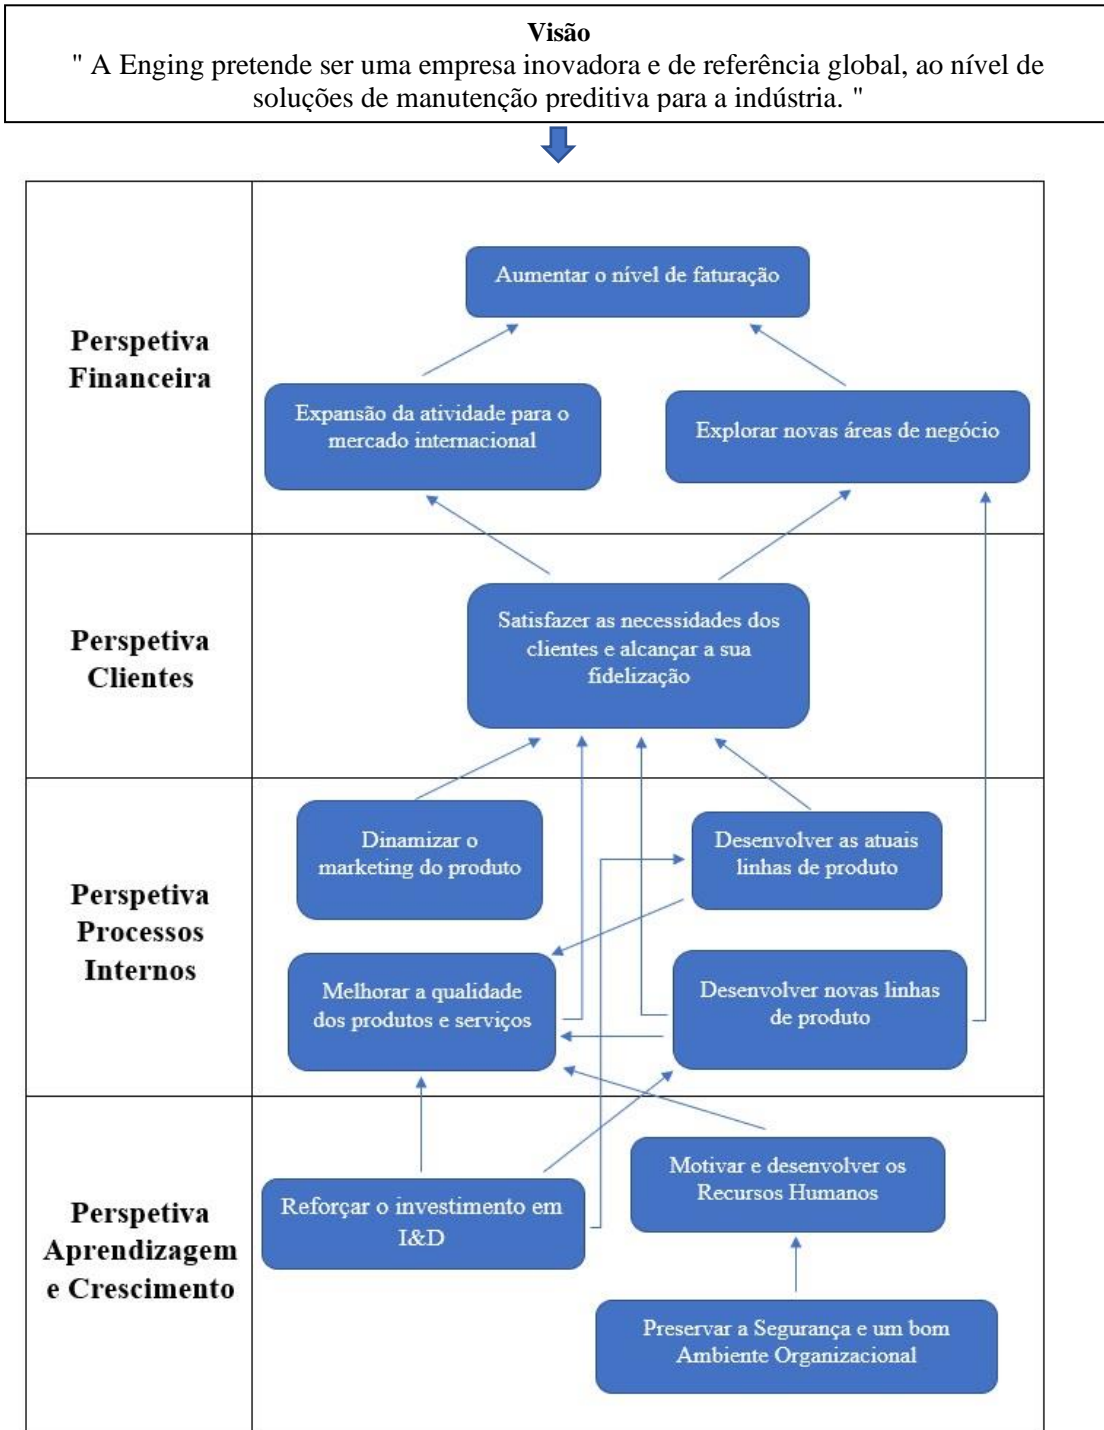 Visão
" A Enging pretende ser uma empresa inovadora e de referência global, ao nível de
soluções de manutenção preditiva para a indústria. "
Perspetiva
Financeira
Aumentar o nível de faturação
Expansão da atividade para o
mercado internacional
Explorar novas áreas de negócio
Perspetiva
Clientes
Satisfazer as necessidades dos
clientes e alcançar a sua
fidelização
Perspetiva
Processos
Internos
Dinamizar o
marketing do produto
Desenvolver as atuais
linhas de produto
Melhorar a qualidade
dos produtos e serviços
Desenvolver novas linhas
de produto
Perspetiva
Aprendizagem
e Crescimento
Reforçar o investimento em
I&D
Motivar e desenvolver os
Recursos Humanos
Preservar a Segurança e um bom
Ambiente Organizacional